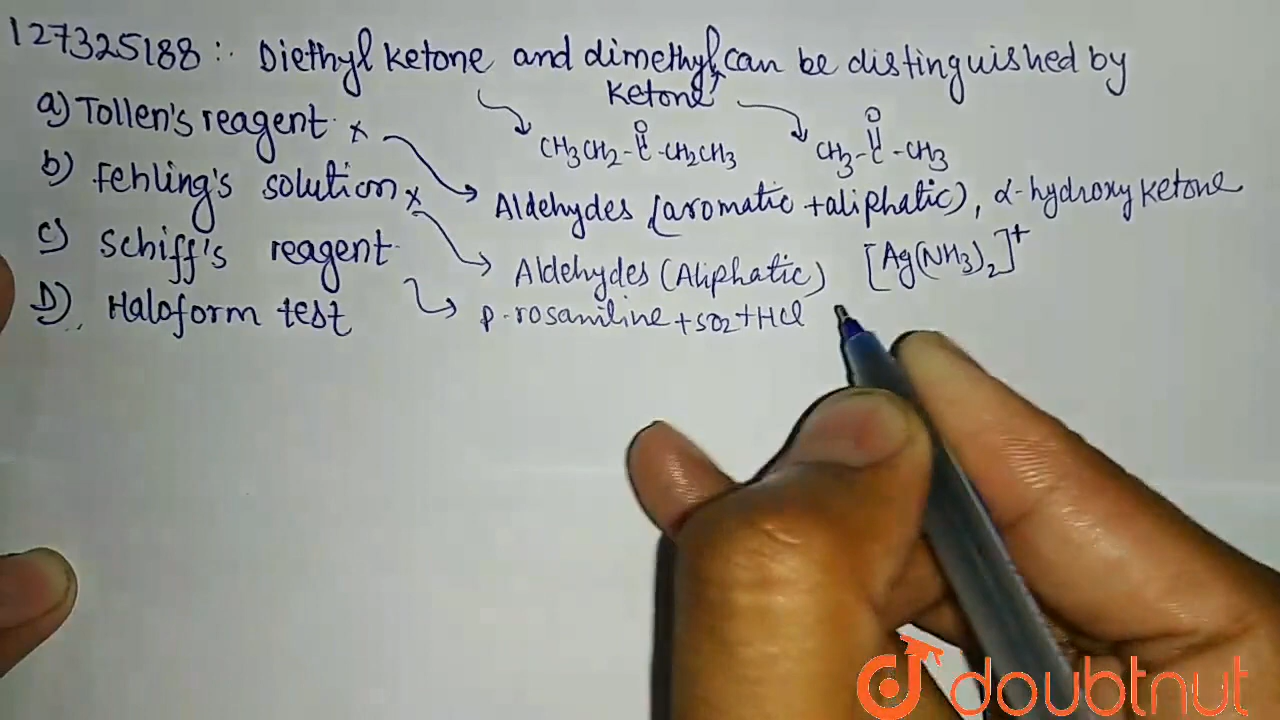 127325188:- Diethyl ketone and dimethyl ketone can be distinguished by
CH3CH2-C-CH2CH3
O
CH3-C-CH3
O
a) Tollen's reagent x
Aldehydes (aromatic +aliphatic), α-hydroxy ketone
b) Fehling's solution x
Aldehydes (Aliphatic) [Ag(NH3)2]+
c) Schiff's reagent
p-rosaniline+SO2+HCl
D) Haloform test
doubtnut